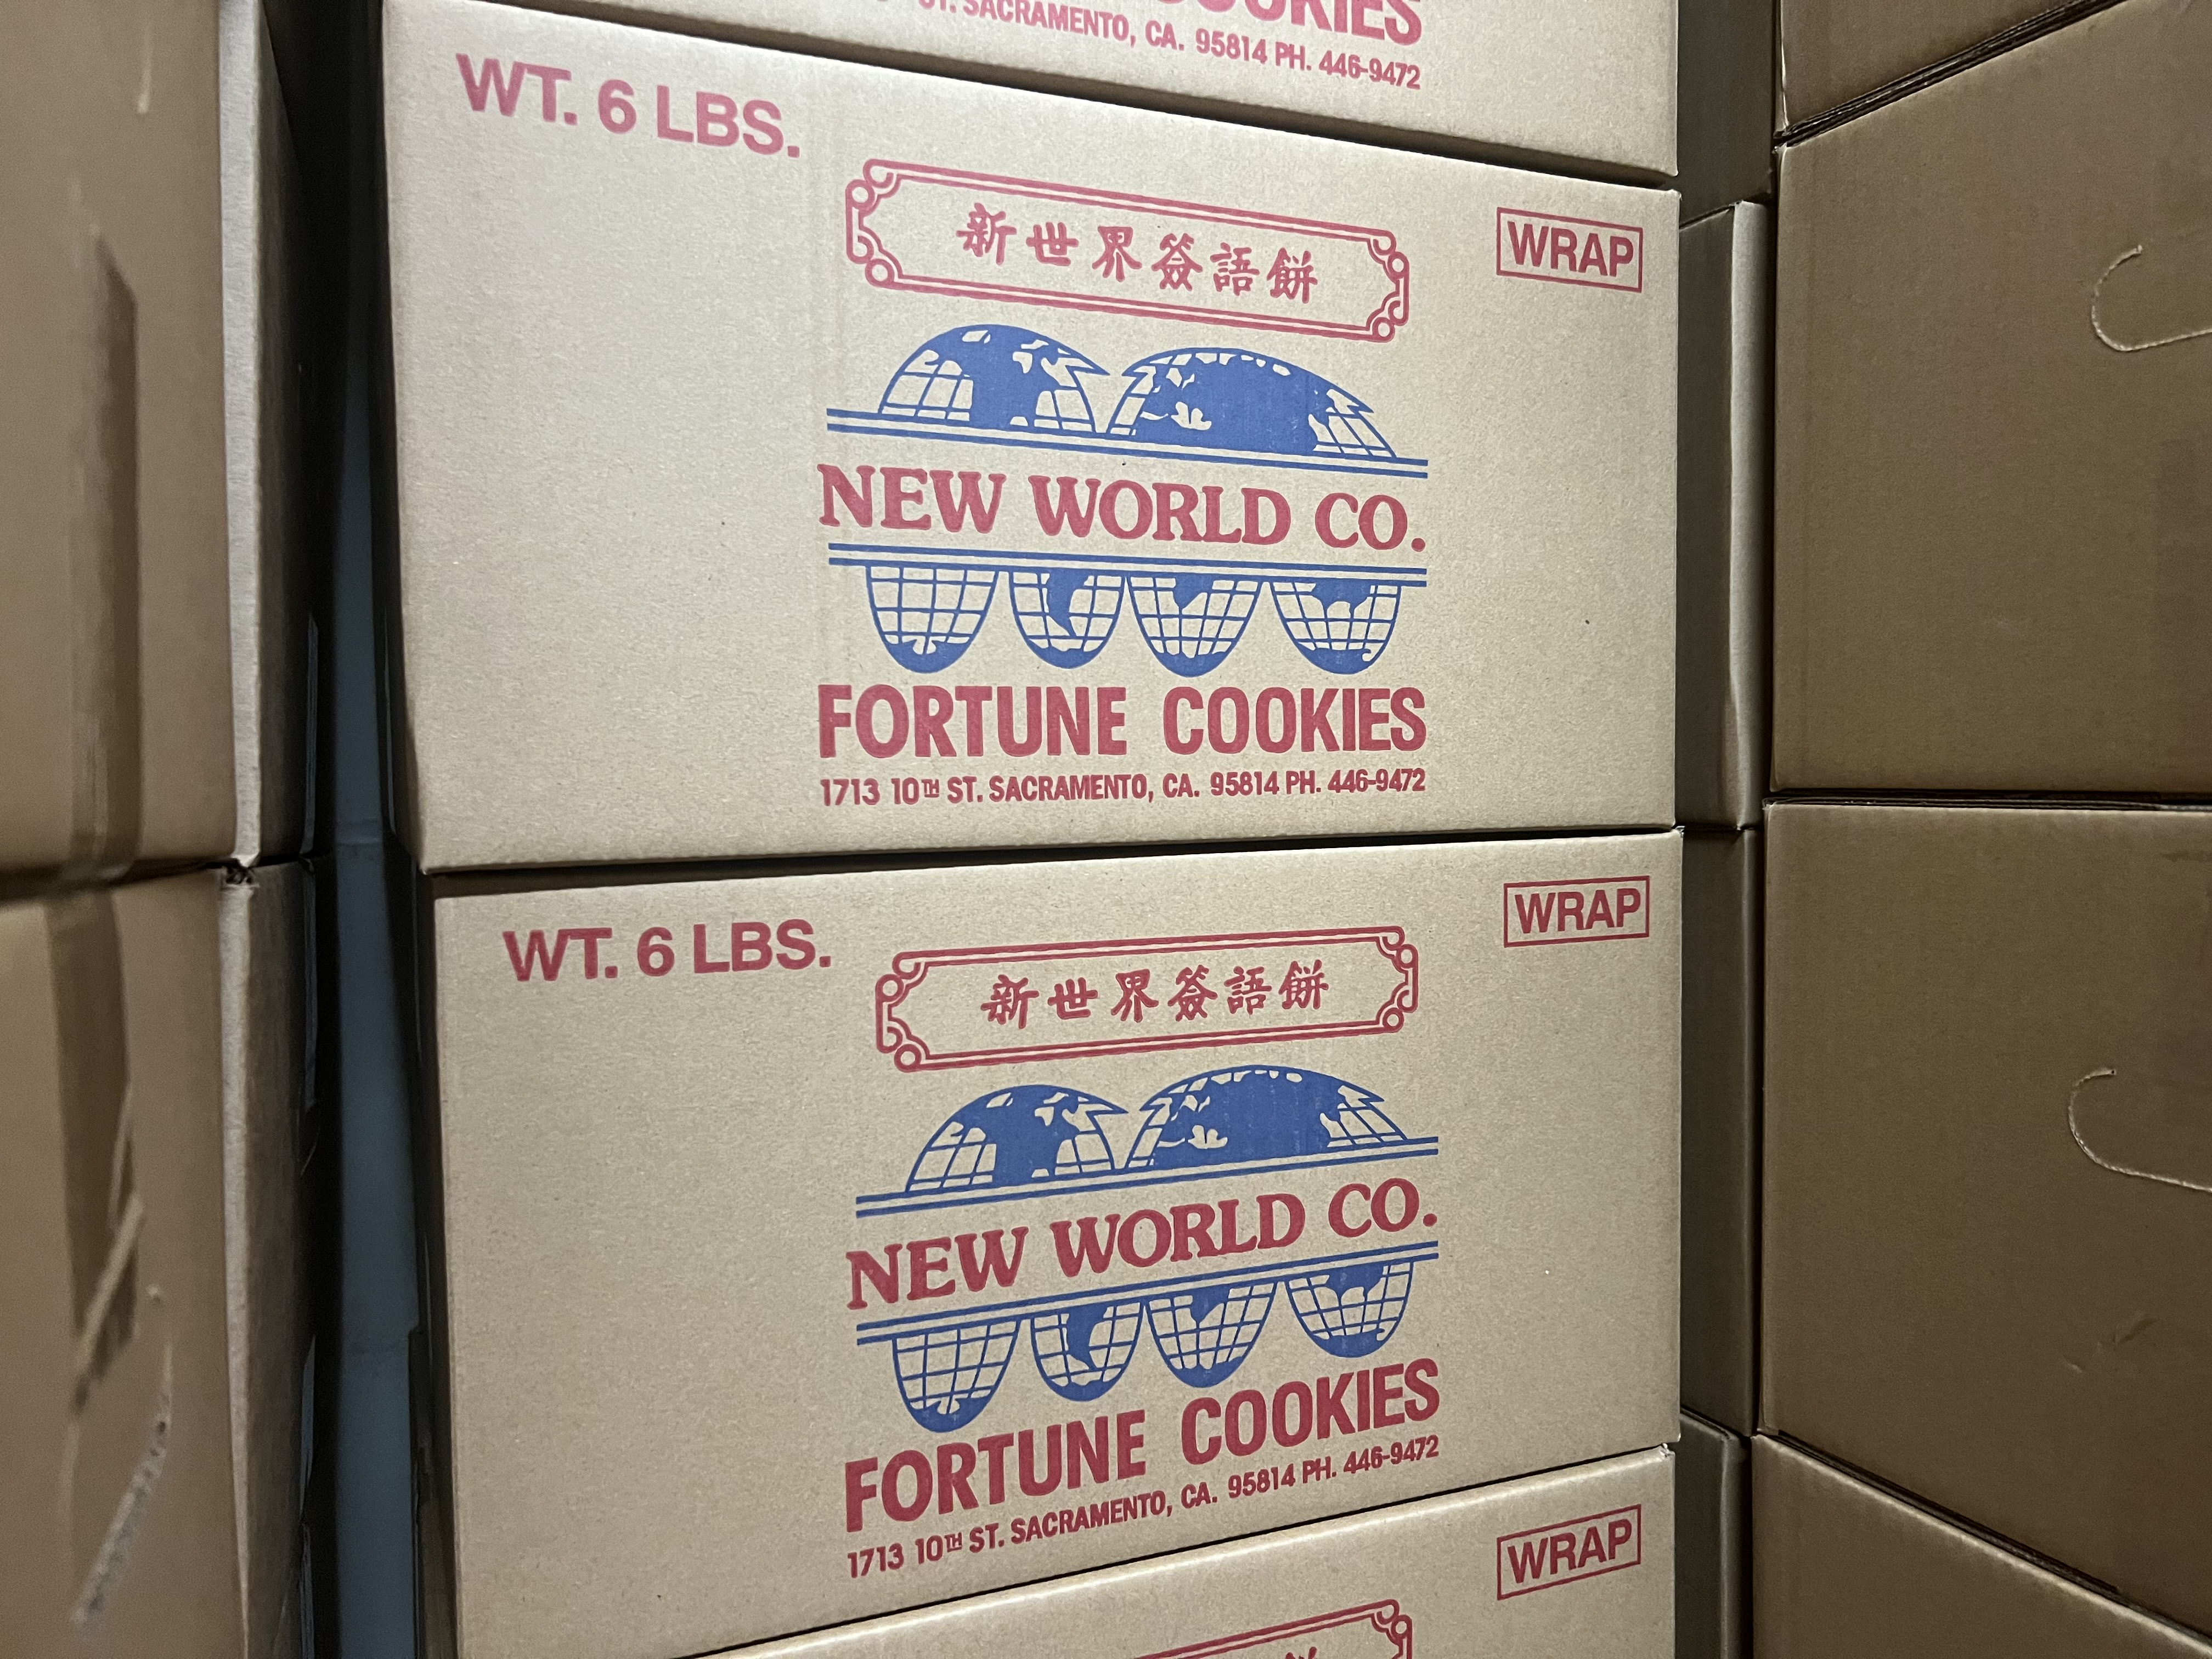 COOKIES
ST. SACRAMENTO, CA. 95814 PH. 446-9472
WT. 6 LBS.
新世界簽語餅
WRAP
NEW WORLD CO.
FORTUNE COOKIES
1713 10TH ST. SACRAMENTO, CA. 95814 PH. 446-9472
WT. 6 LBS.
新世界簽語餅
WRAP
NEW WORLD CO.
FORTUNE COOKIES
1713 10TH ST. SACRAMENTO, CA. 95814 PH. 446-9472
WRAP